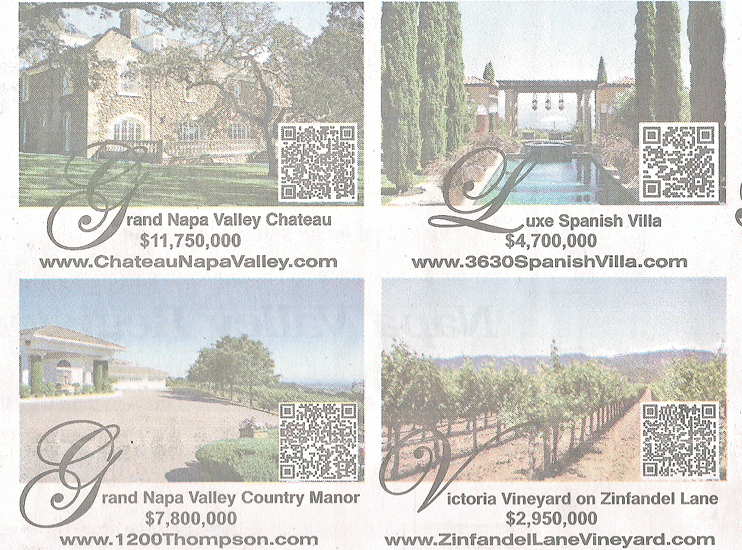 Grand Napa Valley Chateau
$11,750,000
www.ChateauNapaValley.com
Luxe Spanish Villa
$4,700,000
www.3630SpanishVilla.com
Grand Napa Valley Country Manor
$7,800,000
www.1200Thompson.com
Victoria Vineyard on Zinfandel Lane
$2,950,000
www.ZinfandelLaneVineyard.com